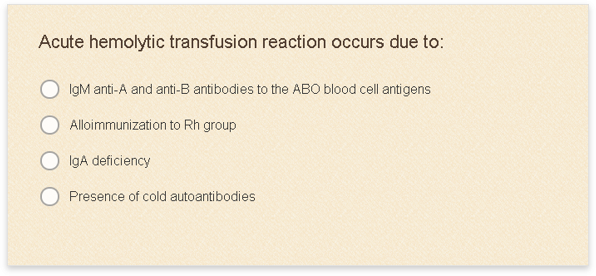 Acute hemolytic transfusion reaction occurs due to:
IgM anti-A and anti-B antibodies to the ABO blood cell antigens
Alloimmunization to Rh group
IgA deficiency
Presence of cold autoantibodies